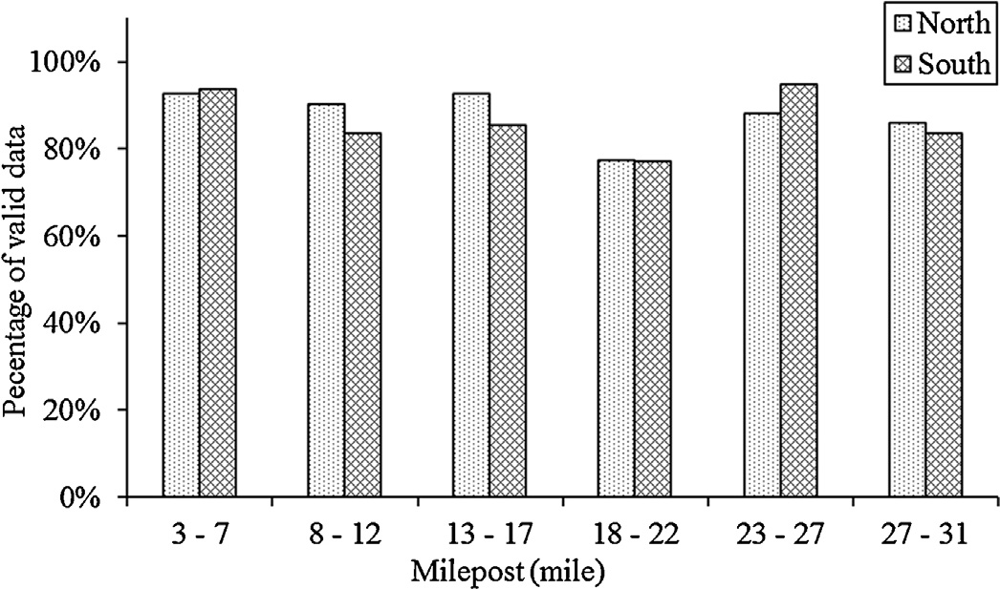 North
South
Pecentage of valid data
100%
80%
60%
40%
20%
0%
3 - 7
8 - 12
13 - 17
18 - 22
23 - 27
27 - 31
Milepost (mile)